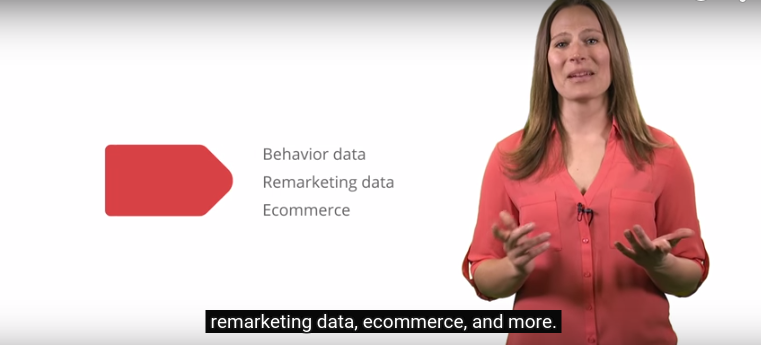 Behavior data
Remarketing data
Ecommerce
remarketing data, ecommerce, and more.